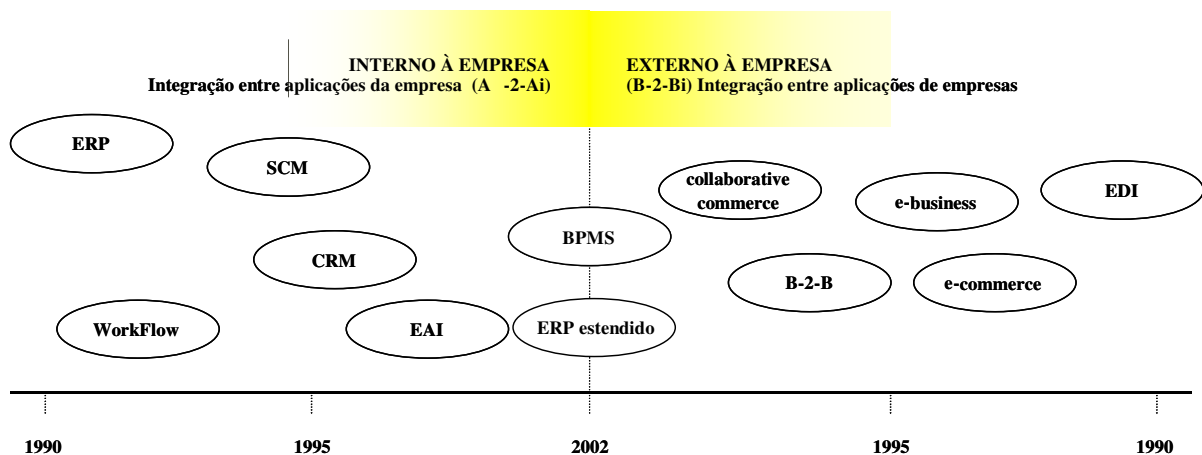 INTERNO À EMPRESA
Integração entre aplicações da empresa (A -2-Ai)
EXTERNO À EMPRESA
(B-2-Bi) Integração entre aplicações de empresas
ERP
SCM
collaborative
commerce
e-business
EDI
BPMS
CRM
B-2-B
e-commerce
WorkFlow
EAI
ERP estendido
1990
1995
2002
1995
1990